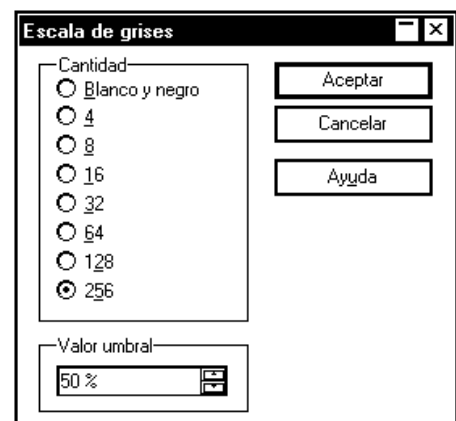 Escala de grises
Cantidad
Blanco y negro
4
8
16
32
64
128
256
Valor umbral
50 %
Aceptar
Cancelar
Ayuda